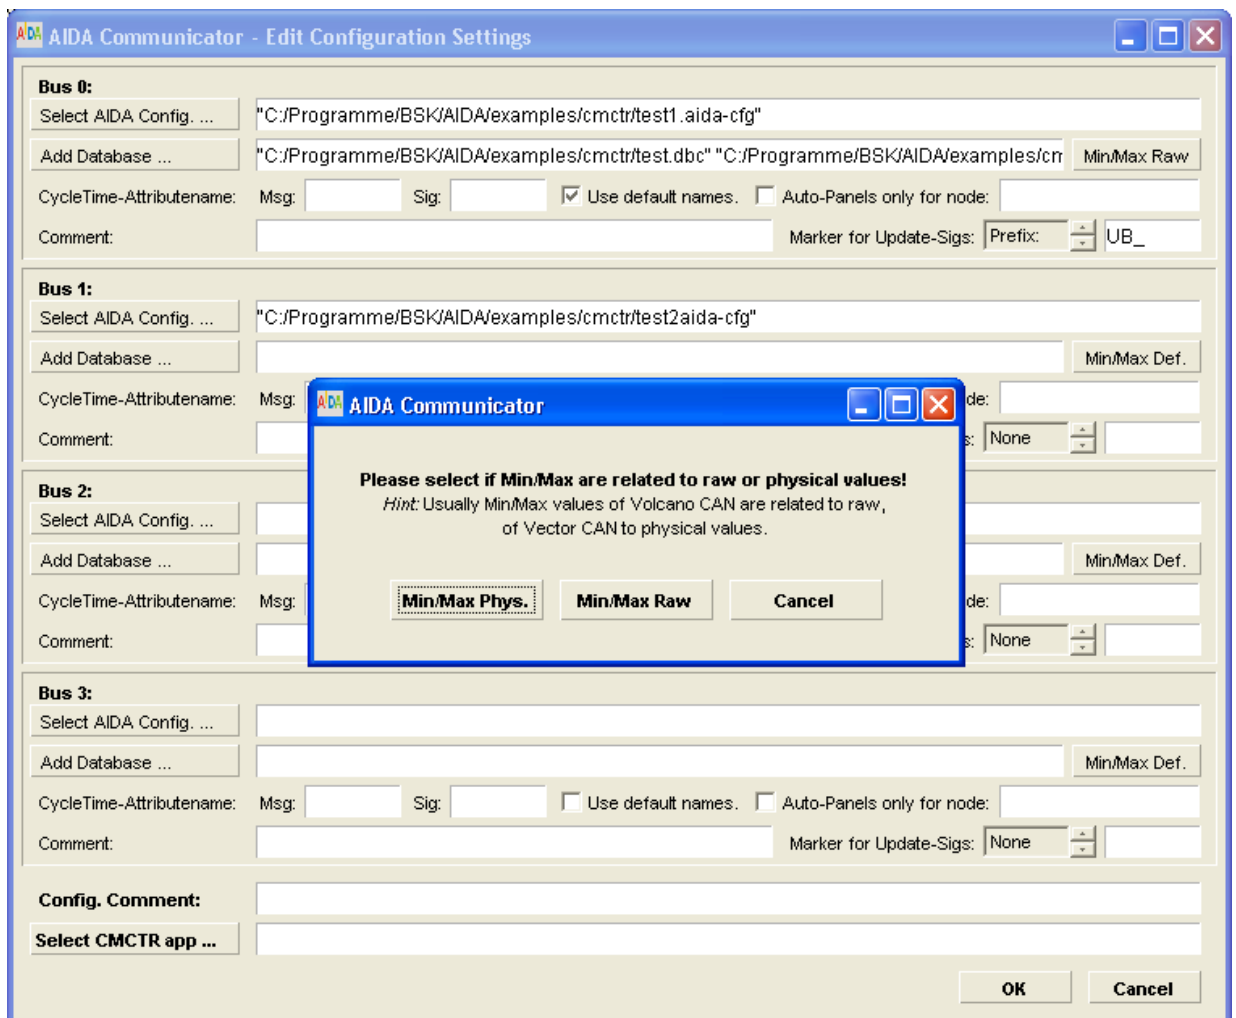 AIDA AIDA Communicator - Edit Configuration Settings
Bus 0:
Select AIDA Config. ... "C:/Programme/BSK/AIDA/examples/cmctr/test1.aida-cfg"
Add Database ... "C:/Programme/BSK/AIDA/examples/cmctr/test.dbc" "C:/Programme/BSK/AIDA/examples/cm Min/Max Raw
CycleTime-Attributename: Msg: Sig: Use default names. Auto-Panels only for node:
Comment: Marker for Update-Sigs: Prefix: UB_
Bus 1:
Select AIDA Config. ... "C:/Programme/BSK/AIDA/examples/cmctr/test2aida-cfg"
Add Database ... Min/Max Def.
CycleTime-Attributename: Msg: de:
Comment: s: None
AIDA AIDA Communicator
Please select if Min/Max are related to raw or physical values!
Hint: Usually Min/Max values of Volcano CAN are related to raw,
of Vector CAN to physical values.
Min/Max Phys. Min/Max Raw Cancel
Bus 2:
Select AIDA Config. ...
Add Database ... Min/Max Def.
CycleTime-Attributename: Msg: de:
Comment: s: None
Bus 3:
Select AIDA Config. ...
Add Database ... Min/Max Def.
CycleTime-Attributename: Msg: Sig: Use default names. Auto-Panels only for node:
Comment: Marker for Update-Sigs: None
Config. Comment:
Select CMCTR app ...
OK Cancel